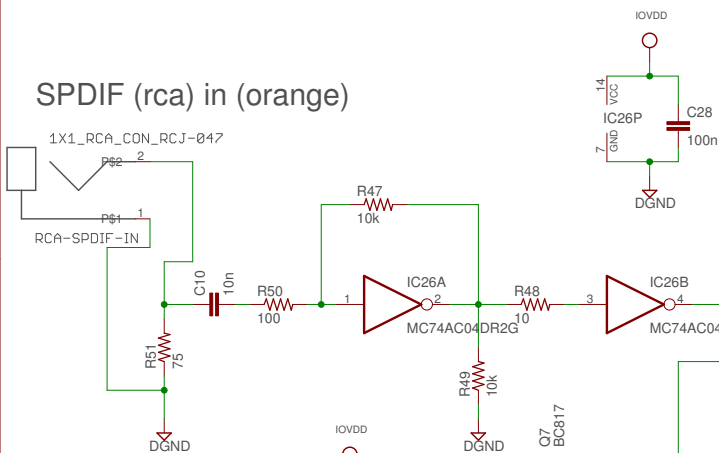 IOVDD
SPDIF (rca) in (orange)
14
VCC
IC26P
C28
100n
GND
7
DGND
1X1_RCA_CON_RCJ-047
P$2
2
P$1
1
RCA-SPDIF-IN
R47
10k
C10
10n
R50
100
1
IC26A
2
MC74AC04DR2G
R48
10
3
IC26B
4
MC74AC04
R51
75
R49
10k
DGND
IOVDD
DGND
Q7
BC817